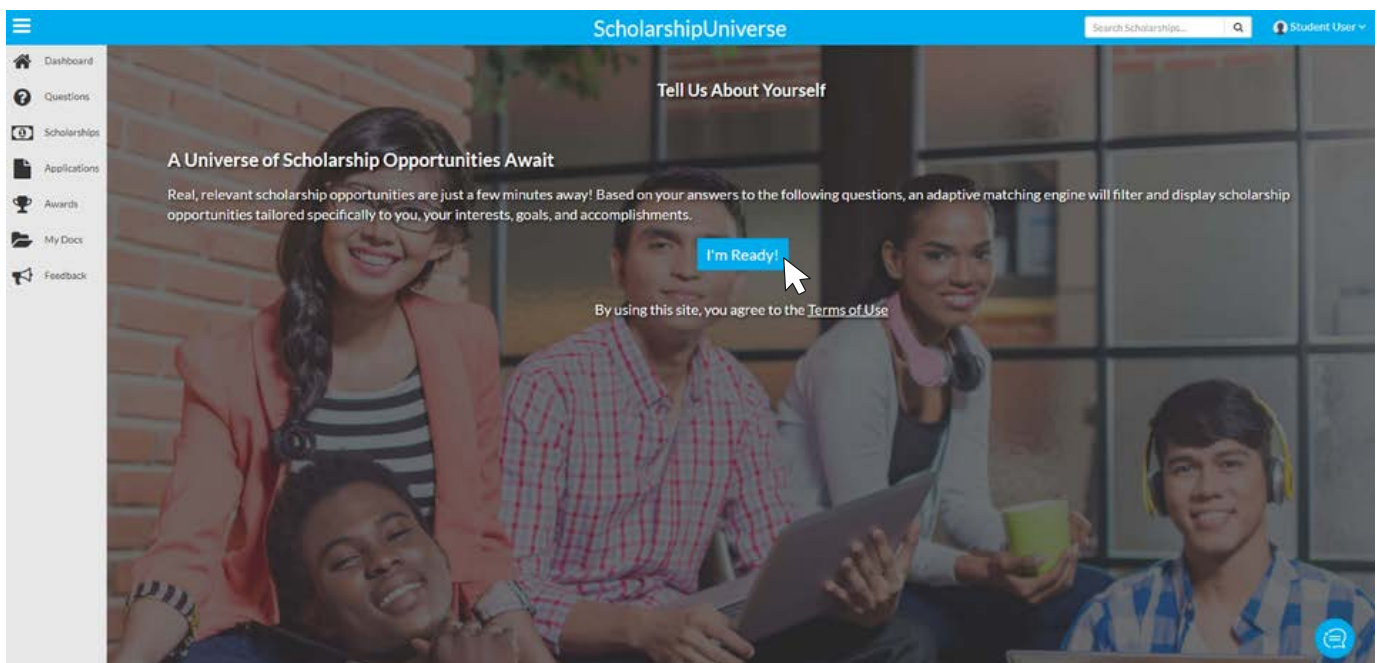 ScholarshipUniverse
Search Scholarships...
Student User
Dashboard
Questions
Scholarships
Applications
Awards
My Docs
Feedback
Tell Us About Yourself
A Universe of Scholarship Opportunities Await
Real, relevant scholarship opportunities are just a few minutes away! Based on your answers to the following questions, an adaptive matching engine will filter and display scholarship
opportunities tailored specifically to you, your interests, goals, and accomplishments.
I'm Ready!
By using this site, you agree to the Terms of Use